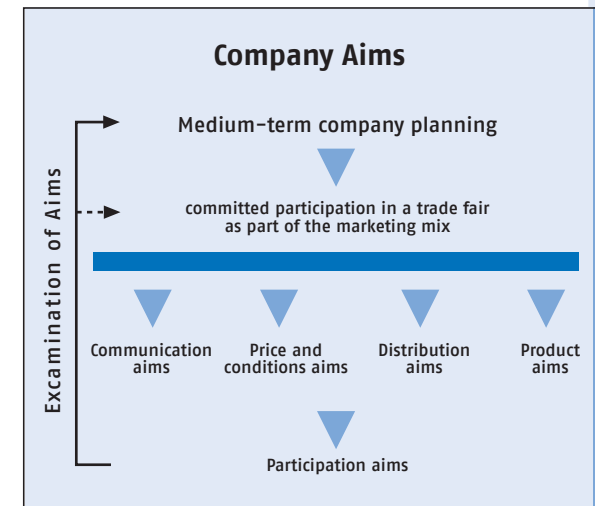 Company Aims
Medium-term company planning
committed participation in a trade fair
as part of the marketing mix
Excamination of Aims
Communication
aims
Price and
conditions aims
Distribution
aims
Product
aims
Participation aims